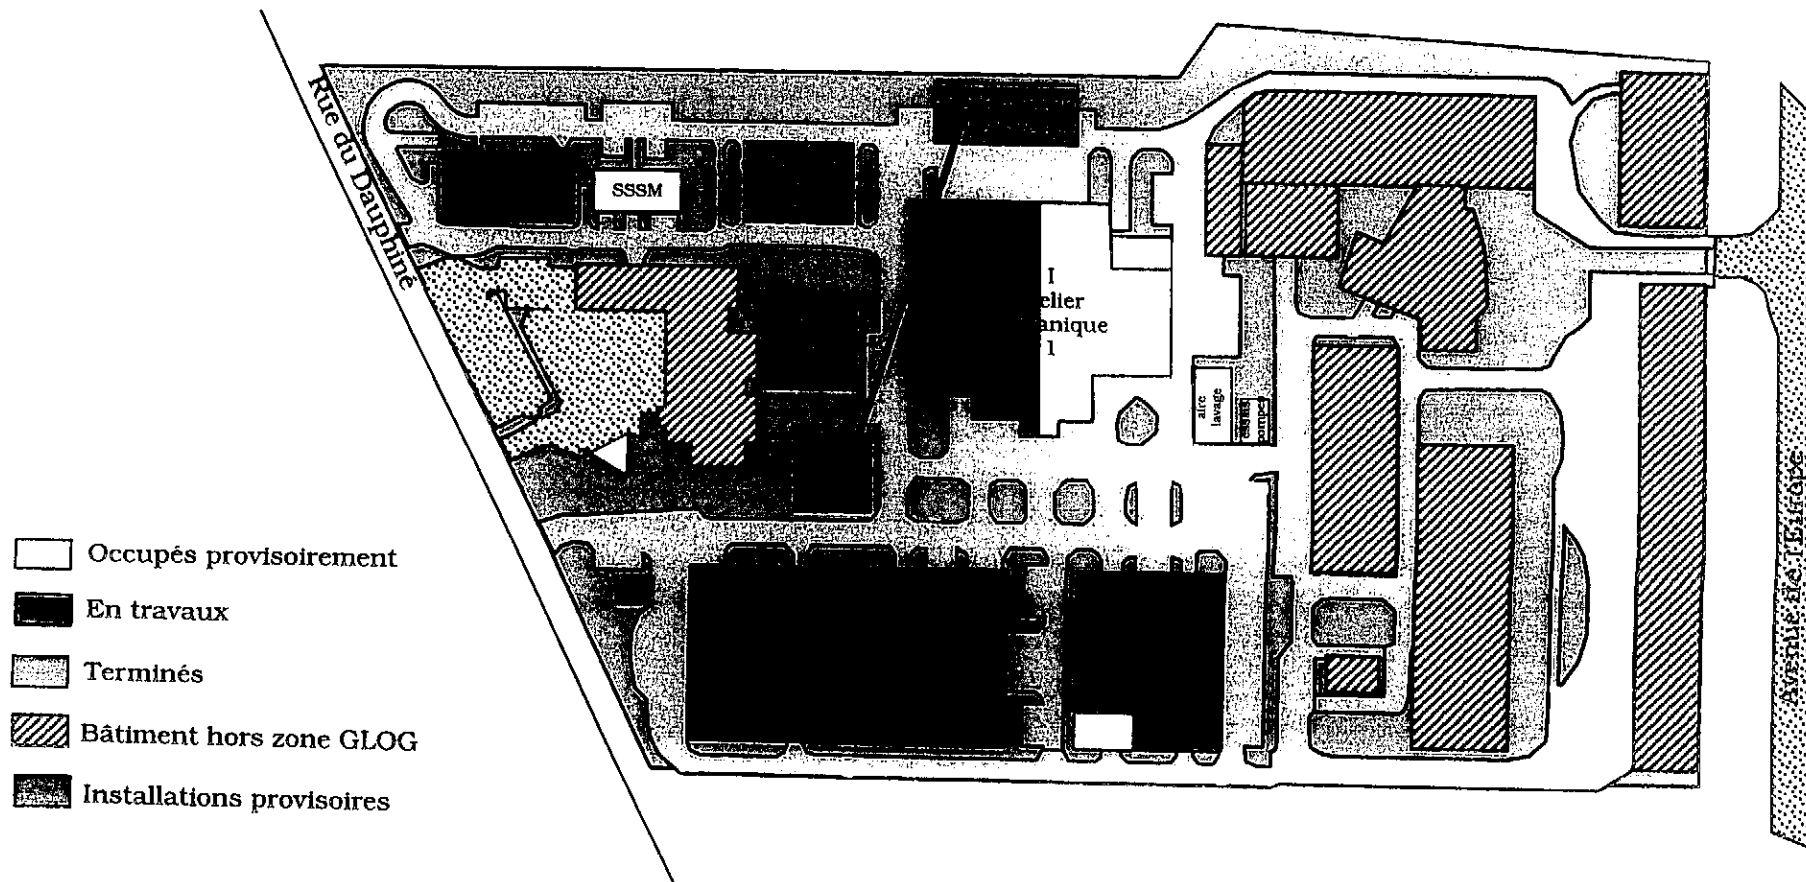 Rue du Dauphiné
SSSM
I
elier
anique
1
aire
lavage
essais
Avenue de l'Europe
Occupés provisoirement
En travaux
Terminés
Bâtiment hors zone GLOG
Installations provisoires